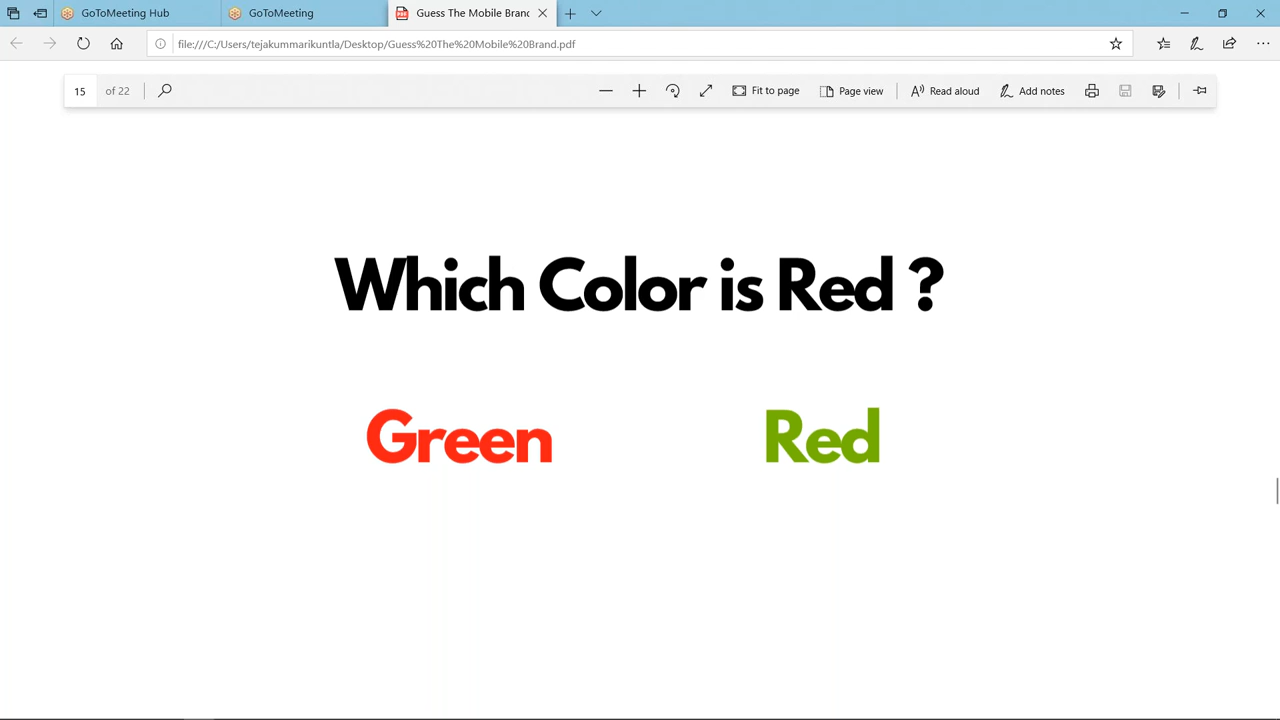 GoToMeeting Hub GoToMeeting Guess The Mobile Branc
file:///C:/Users/tejakummarikuntla/Desktop/Guess%20The%20Mobile%20Brand.pdf
15 of 22 Fit to page Page view Read aloud Add notes
Which Color is Red ?
Green Red